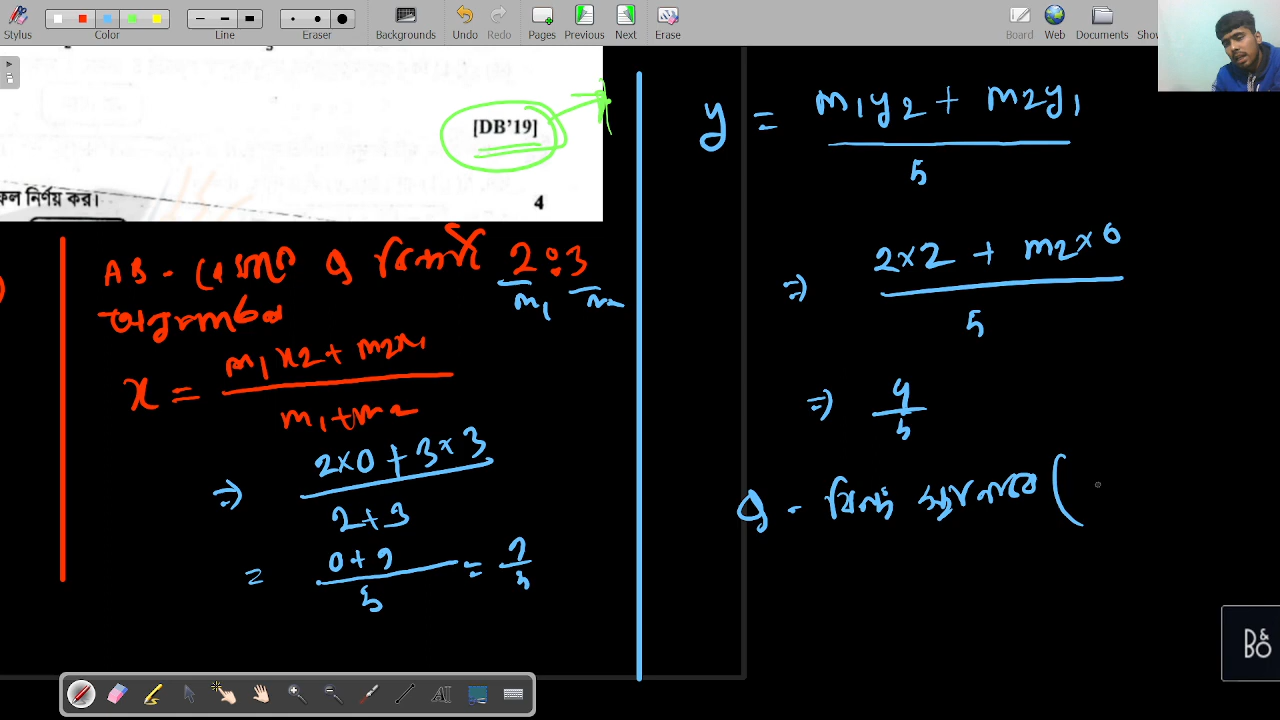 Stylus Color Line Eraser Backgrounds Undo Redo Pages Previous Next Erase Board Web Documents Show
[DB’19]
ফল নির্ণয় কর।
4
AB - রেখাকে Q বিন্দুটি 2:3
m1
অনুপাতে
x = m1x2 + m2x1
m1+m2
⇒ 2×0 + 3×3
2+3
= 0+9 = 9
5 5
y = m1y2 + m2y1
5
⇒ 2×2 + m2×0
5
⇒ 4
5
Q - বিন্দুর স্থানাংক (
B&
BO